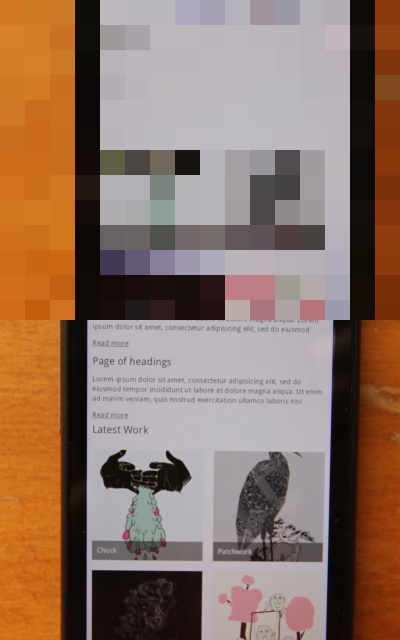 ipsum dolor sit amet, consectetur adipisicing elit, sed do eiusmod
Read more
Page of headings
Lorem ipsum dolor sit amet, consectetur adipisicing elit, sed do
eiusmod tempor incididunt ut labore et dolore magna aliqua. Ut enim
ad minim veniam, quis nostrud exercitation ullamco laboris nisi
Read more
Latest Work
Chuck
Patchwork